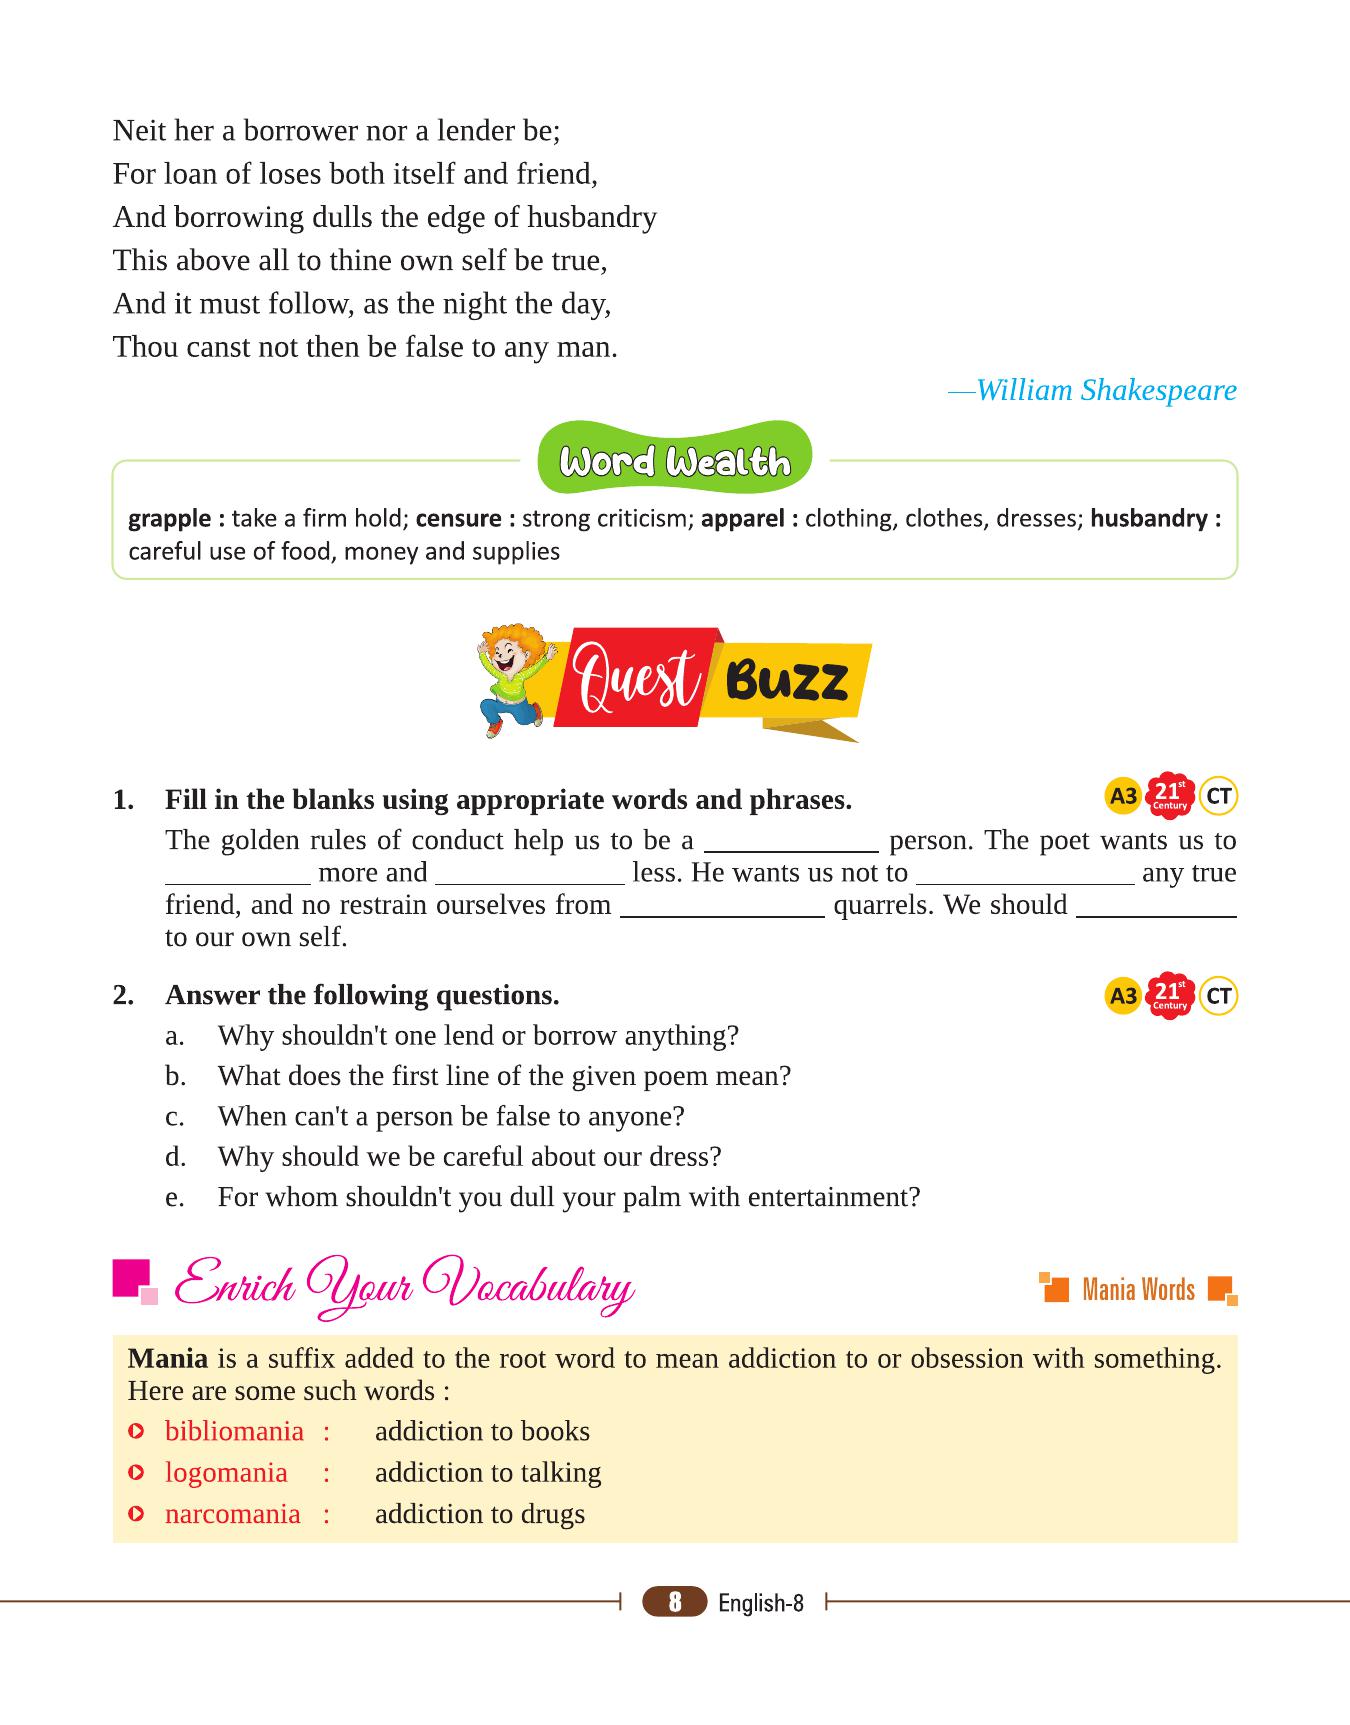 Neit her a borrower nor a lender be;
For loan of loses both itself and friend,
And borrowing dulls the edge of husbandry
This above all to thine own self be true,
And it must follow, as the night the day,
Thou canst not then be false to any man.
—William Shakespeare
Word Wealth
grapple : take a firm hold; censure : strong criticism; apparel : clothing, clothes, dresses; husbandry :
careful use of food, money and supplies
Quest Buzz
1. Fill in the blanks using appropriate words and phrases. A3 21st Century CT
The golden rules of conduct help us to be a ____________ person. The poet wants us to
__________ more and _____________ less. He wants us not to _______________ any true
friend, and no restrain ourselves from ______________ quarrels. We should ___________
to our own self.
2. Answer the following questions. A3 21st Century CT
a. Why shouldn't one lend or borrow anything?
b. What does the first line of the given poem mean?
c. When can't a person be false to anyone?
d. Why should we be careful about our dress?
e. For whom shouldn't you dull your palm with entertainment?
Enrich Your Vocabulary Mania Words
Mania is a suffix added to the root word to mean addiction to or obsession with something.
Here are some such words :
bibliomania : addiction to books
logomania : addiction to talking
narcomania : addiction to drugs
8 English-8